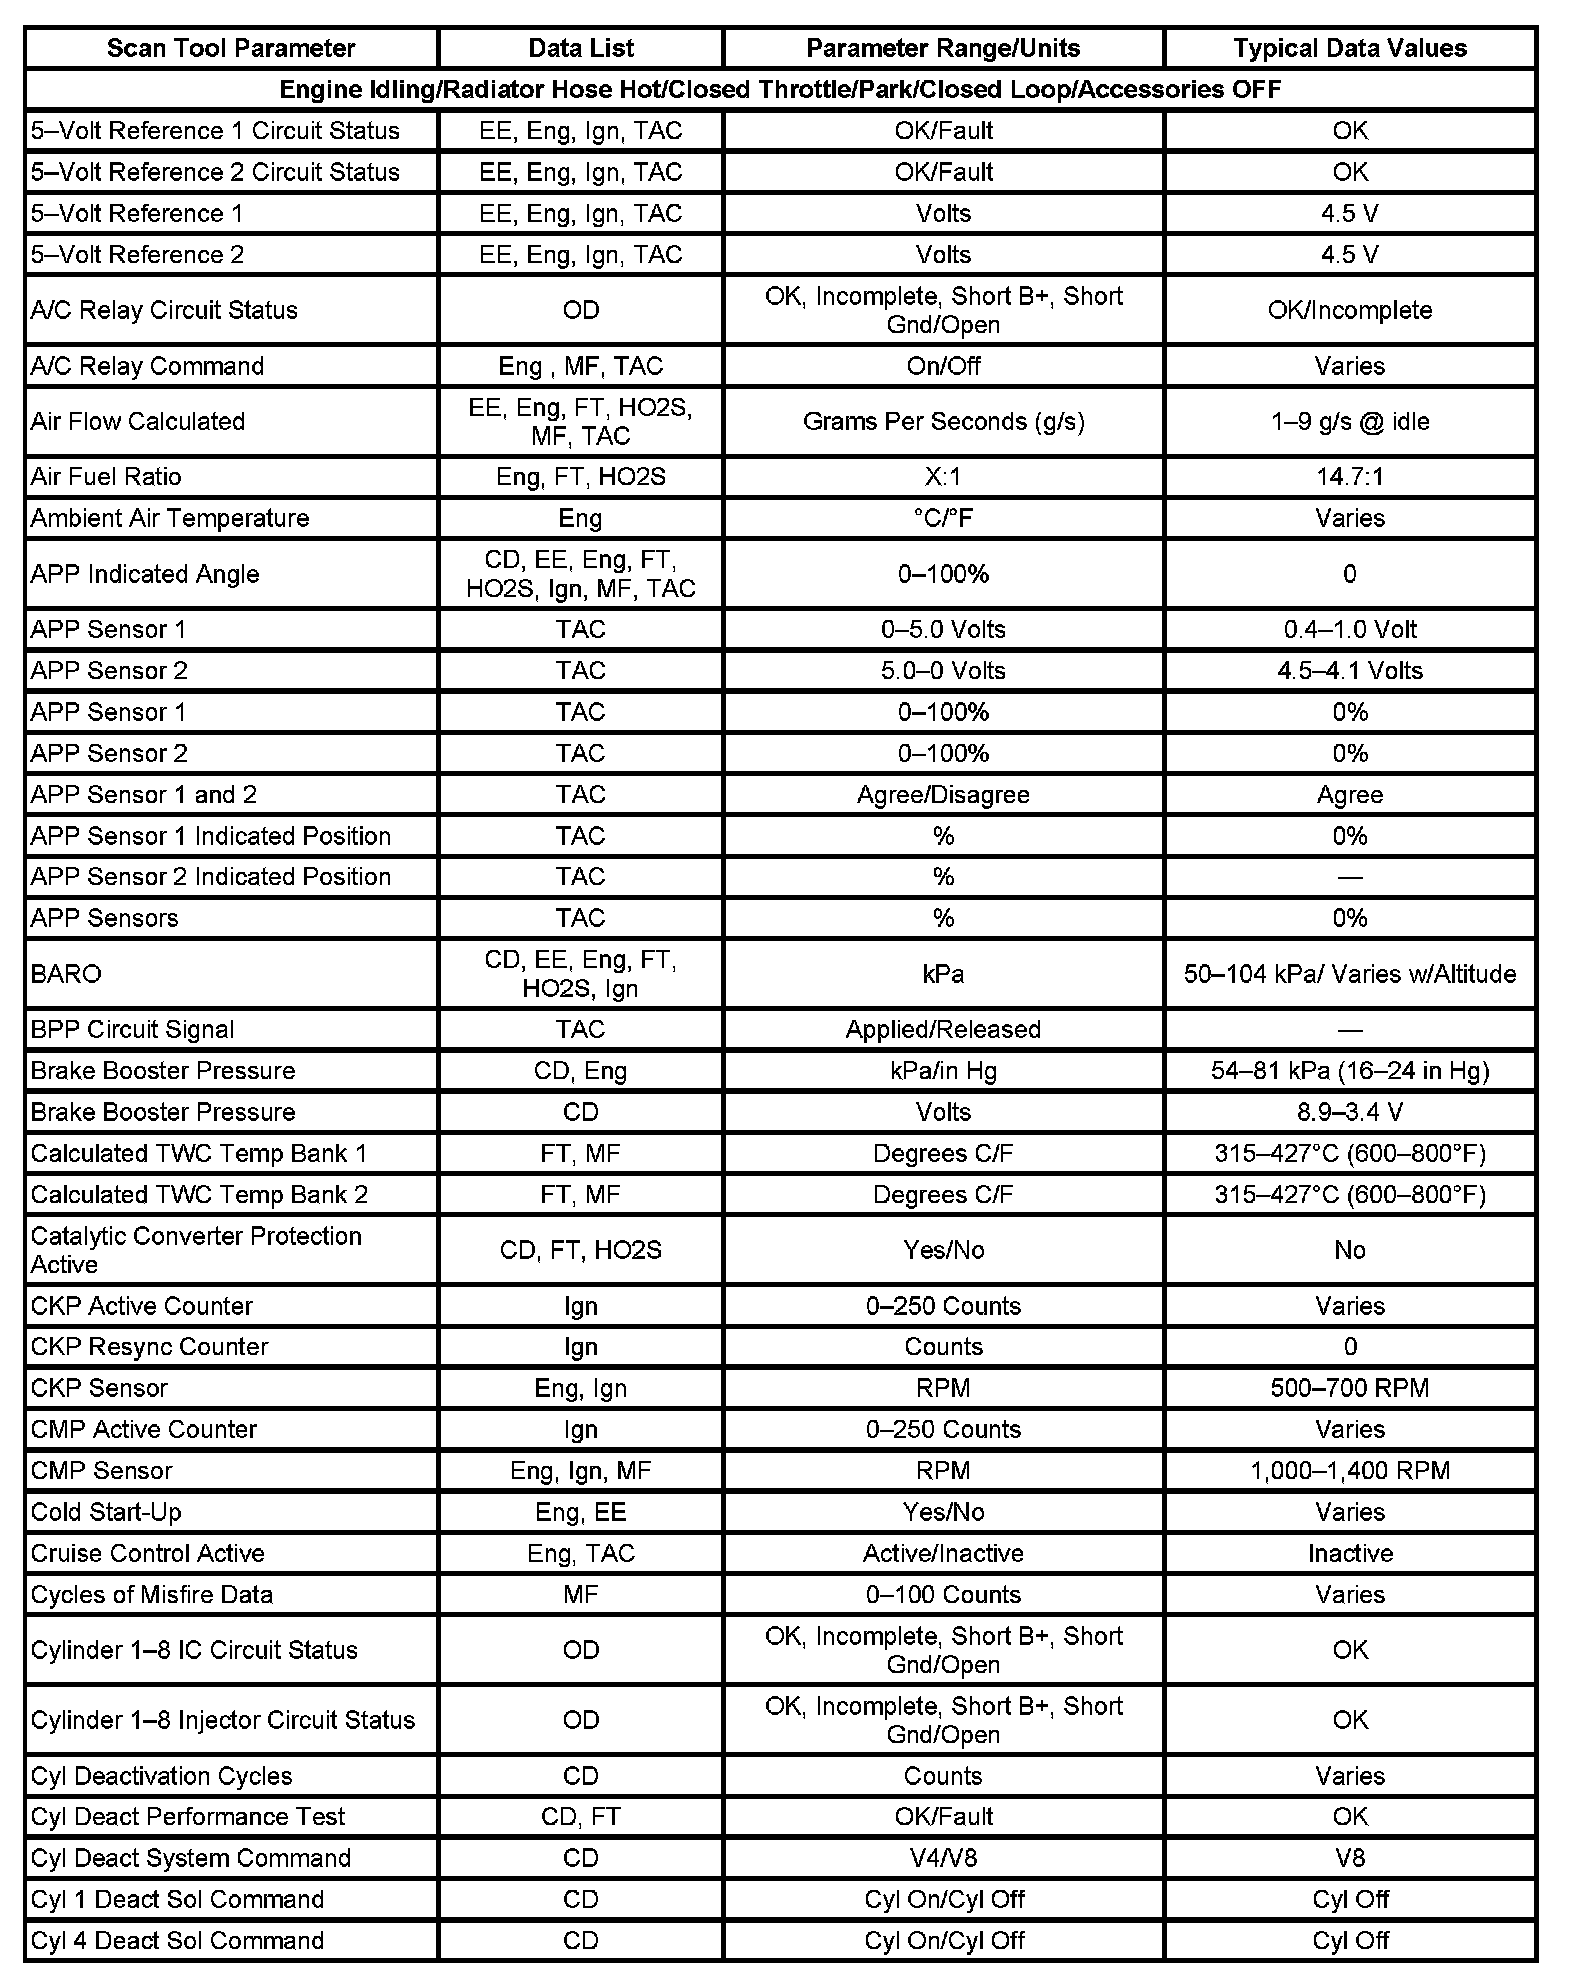 Scan Tool Parameter Data List Parameter Range/Units Typical Data Values
Engine Idling/Radiator Hose Hot/Closed Throttle/Park/Closed Loop/Accessories OFF
5–Volt Reference 1 Circuit Status EE, Eng, Ign, TAC OK/Fault OK
5–Volt Reference 2 Circuit Status EE, Eng, Ign, TAC OK/Fault OK
5–Volt Reference 1 EE, Eng, Ign, TAC Volts 4.5 V
5–Volt Reference 2 EE, Eng, Ign, TAC Volts 4.5 V
A/C Relay Circuit Status OD OK, Incomplete, Short B+, Short
Gnd/Open OK/Incomplete
A/C Relay Command Eng , MF, TAC On/Off Varies
Air Flow Calculated EE, Eng, FT, HO2S,
MF, TAC Grams Per Seconds (g/s) 1–9 g/s @ idle
Air Fuel Ratio Eng, FT, HO2S X:1 14.7:1
Ambient Air Temperature Eng °C/°F Varies
APP Indicated Angle CD, EE, Eng, FT,
HO2S, Ign, MF, TAC 0–100% 0
APP Sensor 1 TAC 0–5.0 Volts 0.4–1.0 Volt
APP Sensor 2 TAC 5.0–0 Volts 4.5–4.1 Volts
APP Sensor 1 TAC 0–100% 0%
APP Sensor 2 TAC 0–100% 0%
APP Sensor 1 and 2 TAC Agree/Disagree Agree
APP Sensor 1 Indicated Position TAC % 0%
APP Sensor 2 Indicated Position TAC % —
APP Sensors TAC % 0%
BARO CD, EE, Eng, FT,
HO2S, Ign kPa 50–104 kPa/ Varies w/Altitude
BPP Circuit Signal TAC Applied/Released —
Brake Booster Pressure CD, Eng kPa/in Hg 54–81 kPa (16–24 in Hg)
Brake Booster Pressure CD Volts 8.9–3.4 V
Calculated TWC Temp Bank 1 FT, MF Degrees C/F 315–427°C (600–800°F)
Calculated TWC Temp Bank 2 FT, MF Degrees C/F 315–427°C (600–800°F)
Catalytic Converter Protection
Active CD, FT, HO2S Yes/No No
CKP Active Counter Ign 0–250 Counts Varies
CKP Resync Counter Ign Counts 0
CKP Sensor Eng, Ign RPM 500–700 RPM
CMP Active Counter Ign 0–250 Counts Varies
CMP Sensor Eng, Ign, MF RPM 1,000–1,400 RPM
Cold Start-Up Eng, EE Yes/No Varies
Cruise Control Active Eng, TAC Active/Inactive Inactive
Cycles of Misfire Data MF 0–100 Counts Varies
Cylinder 1–8 IC Circuit Status OD OK, Incomplete, Short B+, Short
Gnd/Open OK
Cylinder 1–8 Injector Circuit Status OD OK, Incomplete, Short B+, Short
Gnd/Open OK
Cyl Deactivation Cycles CD Counts Varies
Cyl Deact Performance Test CD, FT OK/Fault OK
Cyl Deact System Command CD V4/V8 V8
Cyl 1 Deact Sol Command CD Cyl On/Cyl Off Cyl Off
Cyl 4 Deact Sol Command CD Cyl On/Cyl Off Cyl Off